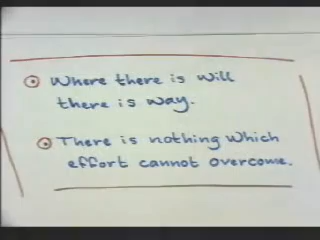 Where there is will
there is way.
There is nothing which
effort cannot overcome.